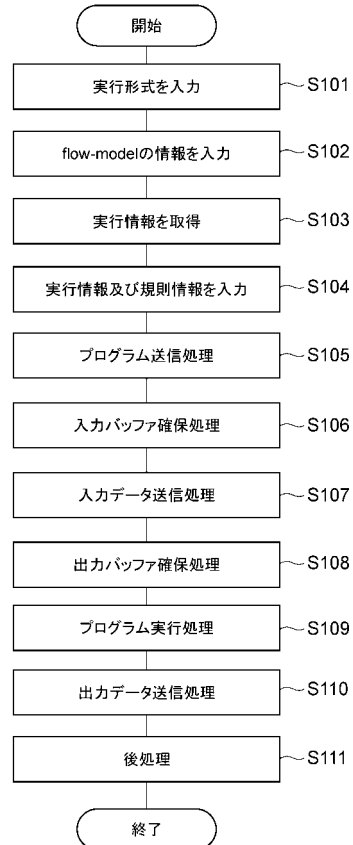 開始
実行形式を入力 S101
flow-modelの情報を入力 S102
実行情報を取得 S103
実行情報及び規則情報を入力 S104
プログラム送信処理 S105
入力バッファ確保処理 S106
入力データ送信処理 S107
出力バッファ確保処理 S108
プログラム実行処理 S109
出力データ送信処理 S110
後処理 S111
終了